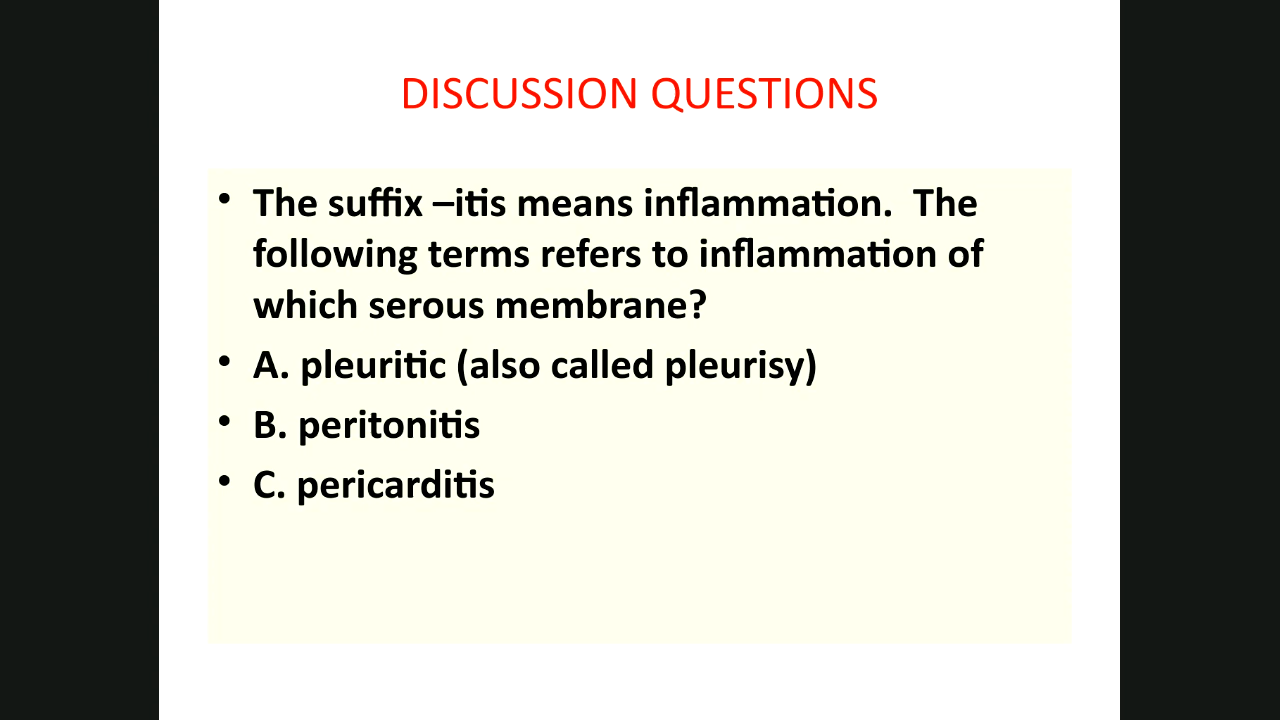 DISCUSSION QUESTIONS
• The suffix –itis means inflammation.  The
following terms refers to inflammation of
which serous membrane?
• A. pleuritic (also called pleurisy)
• B. peritonitis
• C. pericarditis